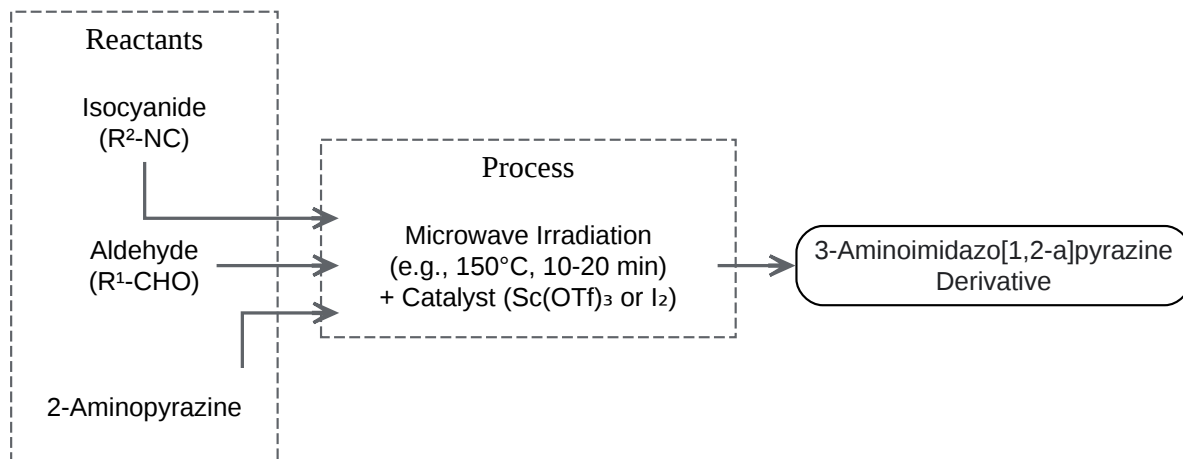 Reactants
Isocyanide
(R²-NC)
Aldehyde
(R¹-CHO)
2-Aminopyrazine
Process
Microwave Irradiation
(e.g., 150°C, 10-20 min)
+ Catalyst (Sc(OTf)₃ or I₂)
3-Aminoimidazo[1,2-a]pyrazine
Derivative